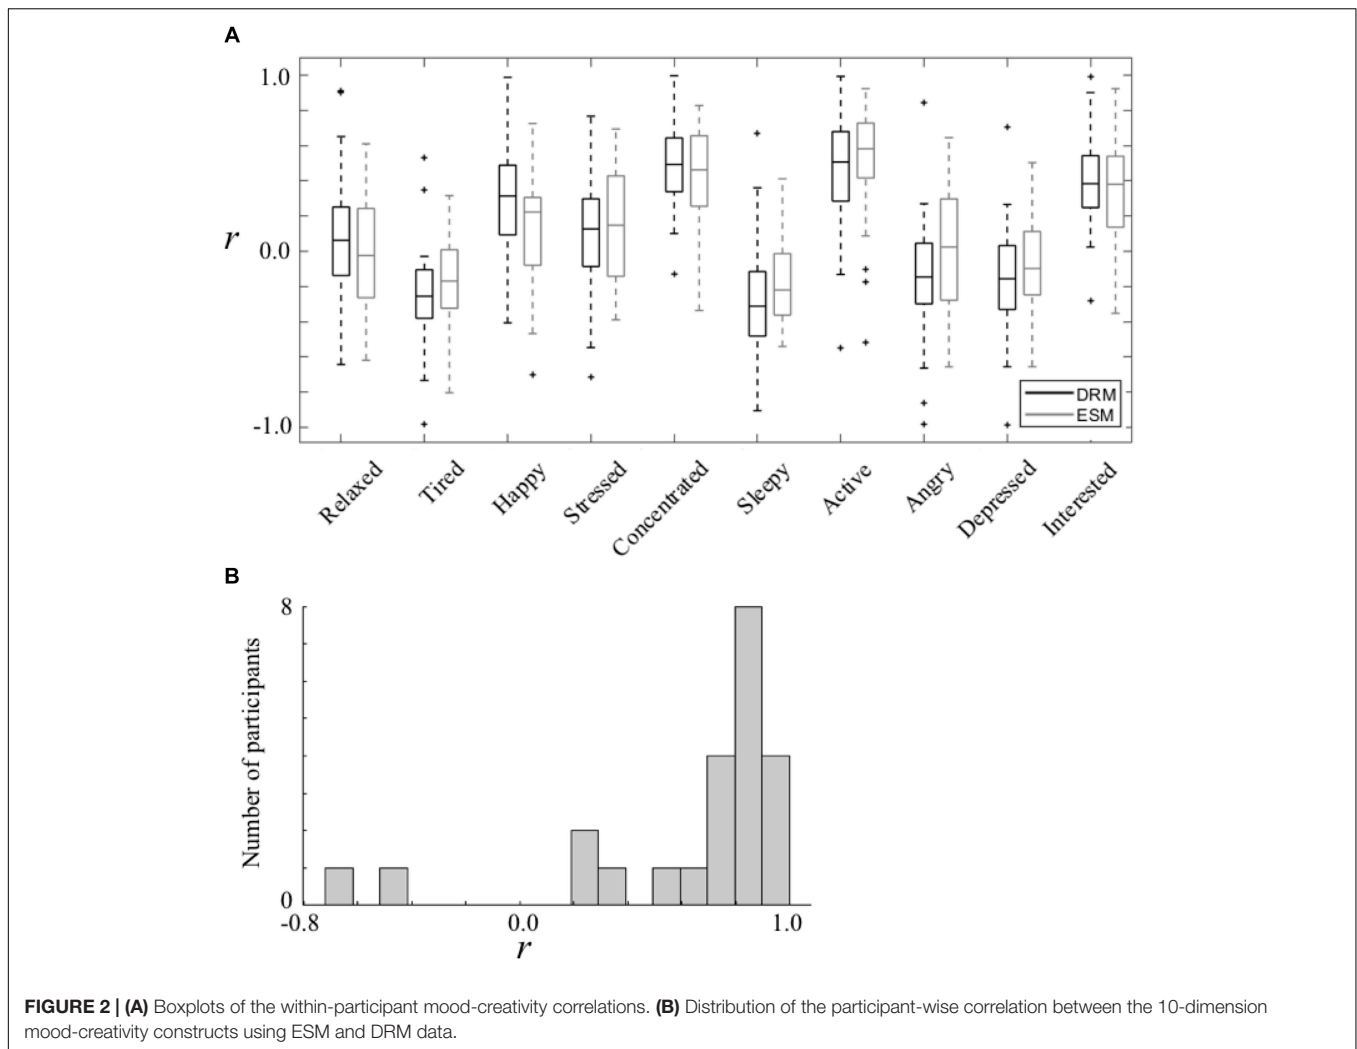 A
1.0
0.0
-1.0
r
DRM
ESM
Relaxed
Tired
Happy
Stressed
Concentrated
Sleepy
Active
Angry
Depressed
Interested
B
8
0
Number of participants
-0.8
0.0
1.0
r
FIGURE 2 | (A) Boxplots of the within-participant mood-creativity correlations. (B) Distribution of the participant-wise correlation between the 10-dimension
mood-creativity constructs using ESM and DRM data.